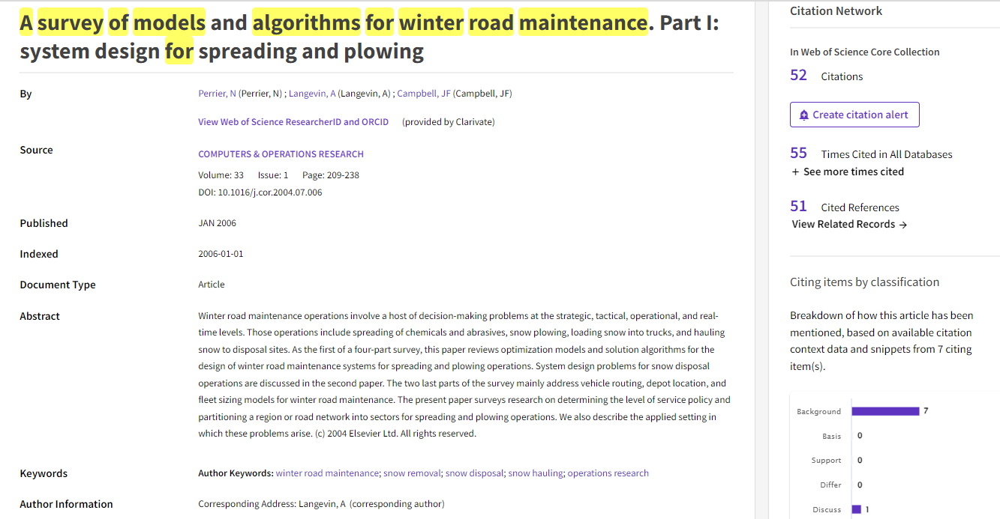 A survey of models and algorithms for winter road maintenance. Part I:
system design for spreading and plowing
By
Perrier, N (Perrier, N) ; Langevin, A (Langevin, A) ; Campbell, JF (Campbell, JF)
View Web of Science ResearcherID and ORCID (provided by Clarivate)
Source
COMPUTERS & OPERATIONS RESEARCH
Volume: 33 Issue: 1 Page: 209-238
DOI: 10.1016/j.cor.2004.07.006
Published
JAN 2006
Indexed
2006-01-01
Document Type
Article
Abstract
Winter road maintenance operations involve a host of decision-making problems at the strategic, tactical, operational, and real-
time levels. Those operations include spreading of chemicals and abrasives, snow plowing, loading snow into trucks, and hauling
snow to disposal sites. As the first of a four-part survey, this paper reviews optimization models and solution algorithms for the
design of winter road maintenance systems for spreading and plowing operations. System design problems for snow disposal
operations are discussed in the second paper. The two last parts of the survey mainly address vehicle routing, depot location, and
fleet sizing models for winter road maintenance. The present paper surveys research on determining the level of service policy and
partitioning a region or road network into sectors for spreading and plowing operations. We also describe the applied setting in
which these problems arise. (c) 2004 Elsevier Ltd. All rights reserved.
Keywords
Author Keywords: winter road maintenance; snow removal; snow disposal; snow hauling; operations research
Author Information
Corresponding Address: Langevin, A (corresponding author)
Citation Network
In Web of Science Core Collection
52 Citations
Create citation alert
55 Times Cited in All Databases
+ See more times cited
51 Cited References
View Related Records →
Citing items by classification
Breakdown of how this article has been
mentioned, based on available citation
context data and snippets from 7 citing
item(s).
Background 7
Basis 0
Support 0
Differ 0
Discuss 1